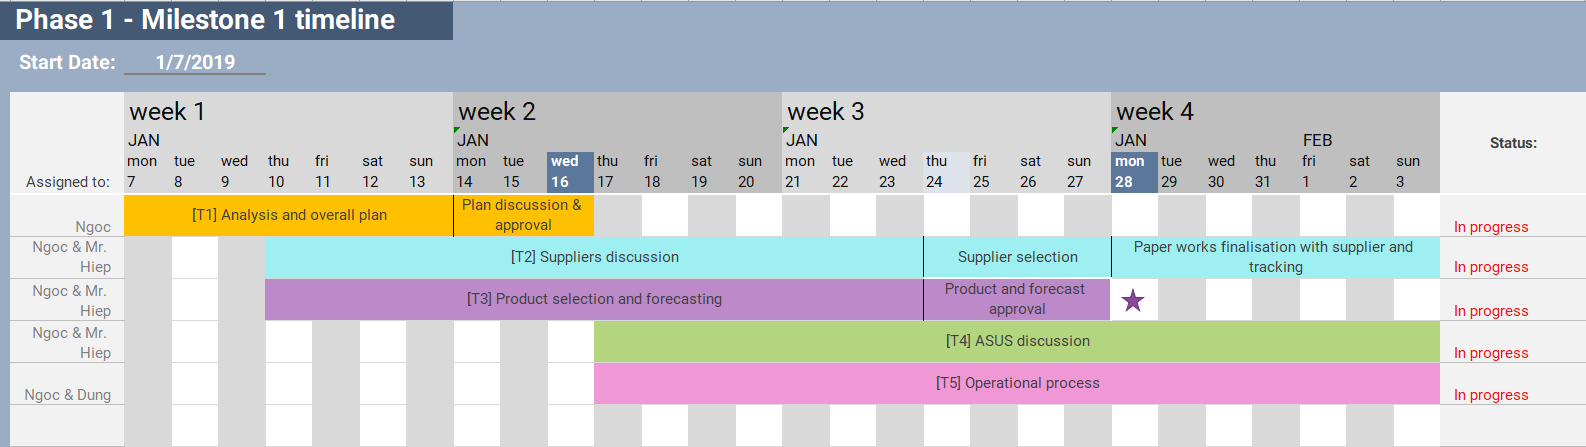 Phase 1 - Milestone 1 timeline
Start Date: 1/7/2019
week 1 week 2 week 3 week 4
JAN JAN JAN JAN FEB
Status:
mon tue wed thu fri sat sun mon tue wed thu fri sat sun mon tue wed thu fri sat sun mon tue wed thu fri sat sun
Assigned to: 7 8 9 10 11 12 13 14 15 16 17 18 19 20 21 22 23 24 25 26 27 28 29 30 31 1 2 3
Ngoc
[T1] Analysis and overall plan
Plan discussion &
approval
In progress
Ngoc & Mr.
Hiep
[T2] Suppliers discussion
Supplier selection
Paper works finalisation with supplier and
tracking
In progress
Ngoc & Mr.
Hiep
[T3] Product selection and forecasting
Product and forecast
approval
In progress
Ngoc & Mr.
Hiep
[T4] ASUS discussion
In progress
Ngoc & Dung
[T5] Operational process
In progress